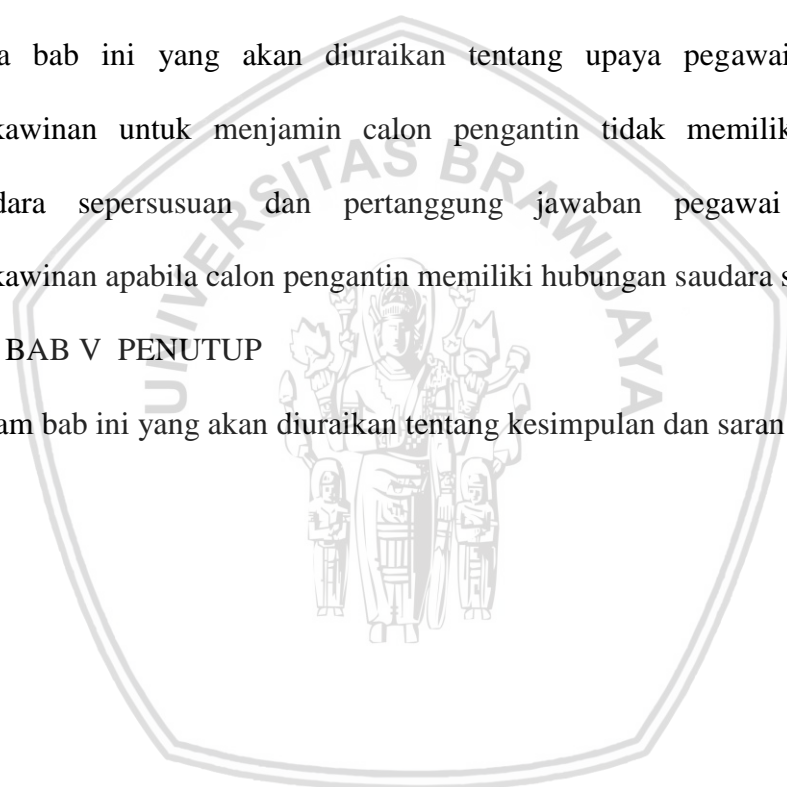 a bab ini yang akan diuraikan tentang upaya pegawai
kawinan untuk menjamin calon pengantin tidak memilik
dara sepersusuan dan pertanggung jawaban pegawai
kawinan apabila calon pengantin memiliki hubungan saudara s
BAB V PENUTUP
am bab ini yang akan diuraikan tentang kesimpulan dan saran
UNIVERSITAS BRAWIJAYA